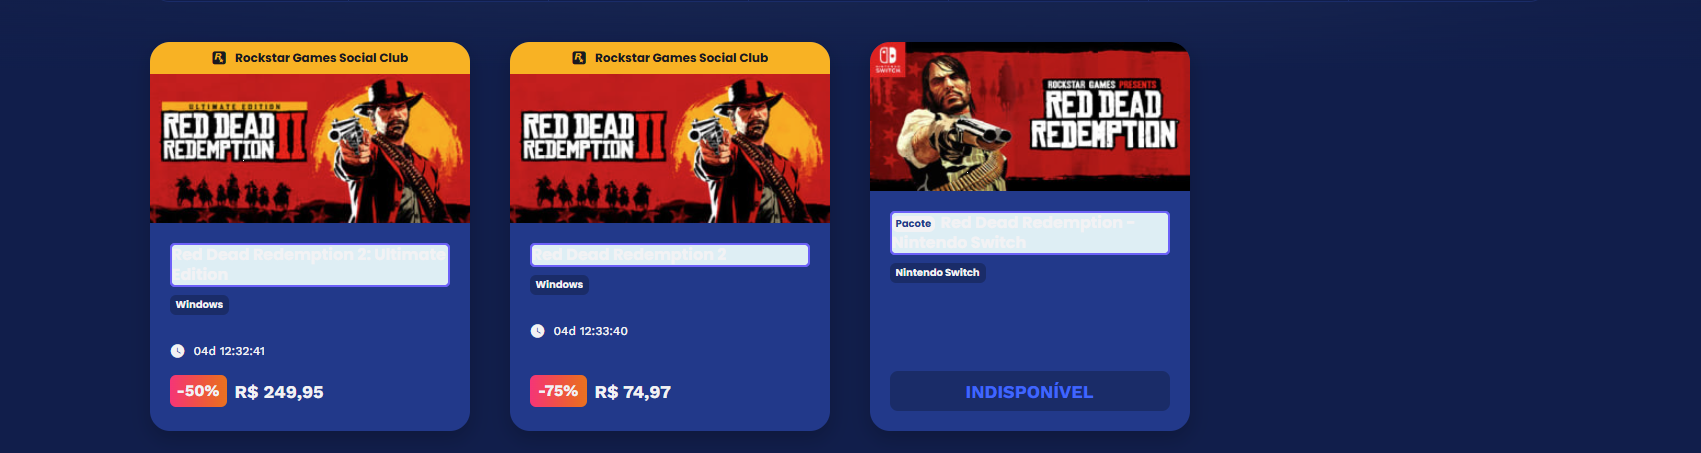 Rockstar Games Social Club
ULTIMATE EDITION
RED DEAD
REDEMPTION II
Red Dead Redemption 2: Ultimate
Edition
Windows
04d 12:32:41
-50% R$ 249,95
Rockstar Games Social Club
RED DEAD
REDEMPTION II
Red Dead Redemption 2
Windows
04d 12:33:40
-75% R$ 74,97
NINTENDO
SWITCH
ROCKSTAR GAMES PRESENTS
RED DEAD
REDEMPTION
Pacote Red Dead Redemption -
Nintendo Switch
Nintendo Switch
INDISPONÍVEL